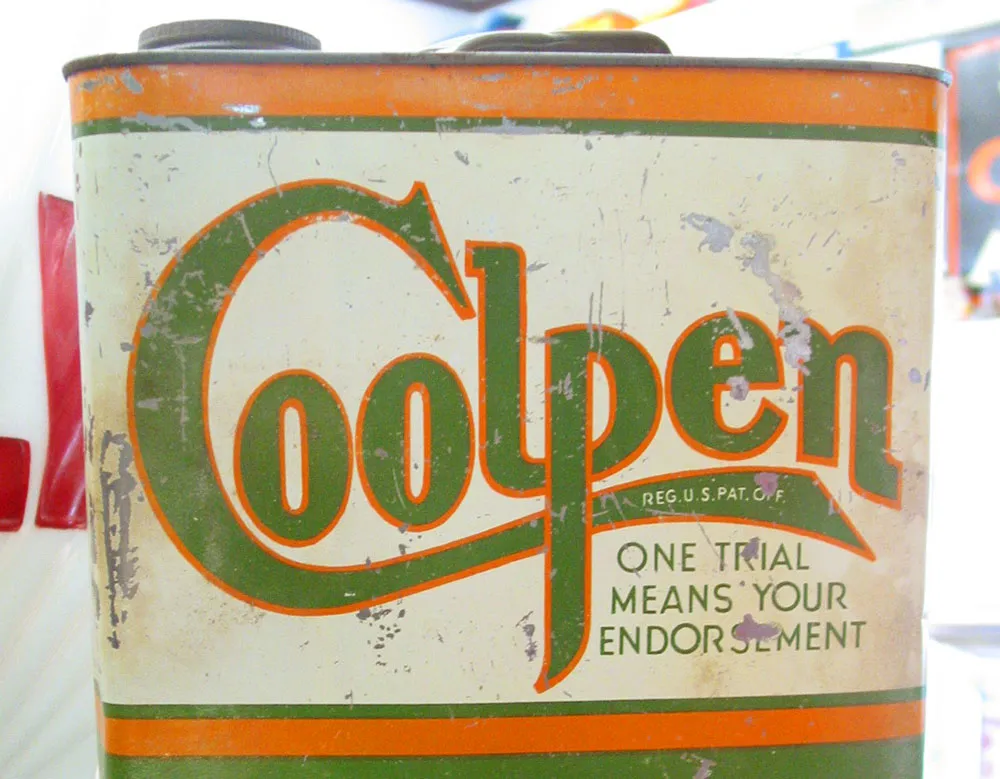 Coolpen
REG.U.S.PAT. OFF.
ONE TRIAL
MEANS YOUR
ENDORSEMENT